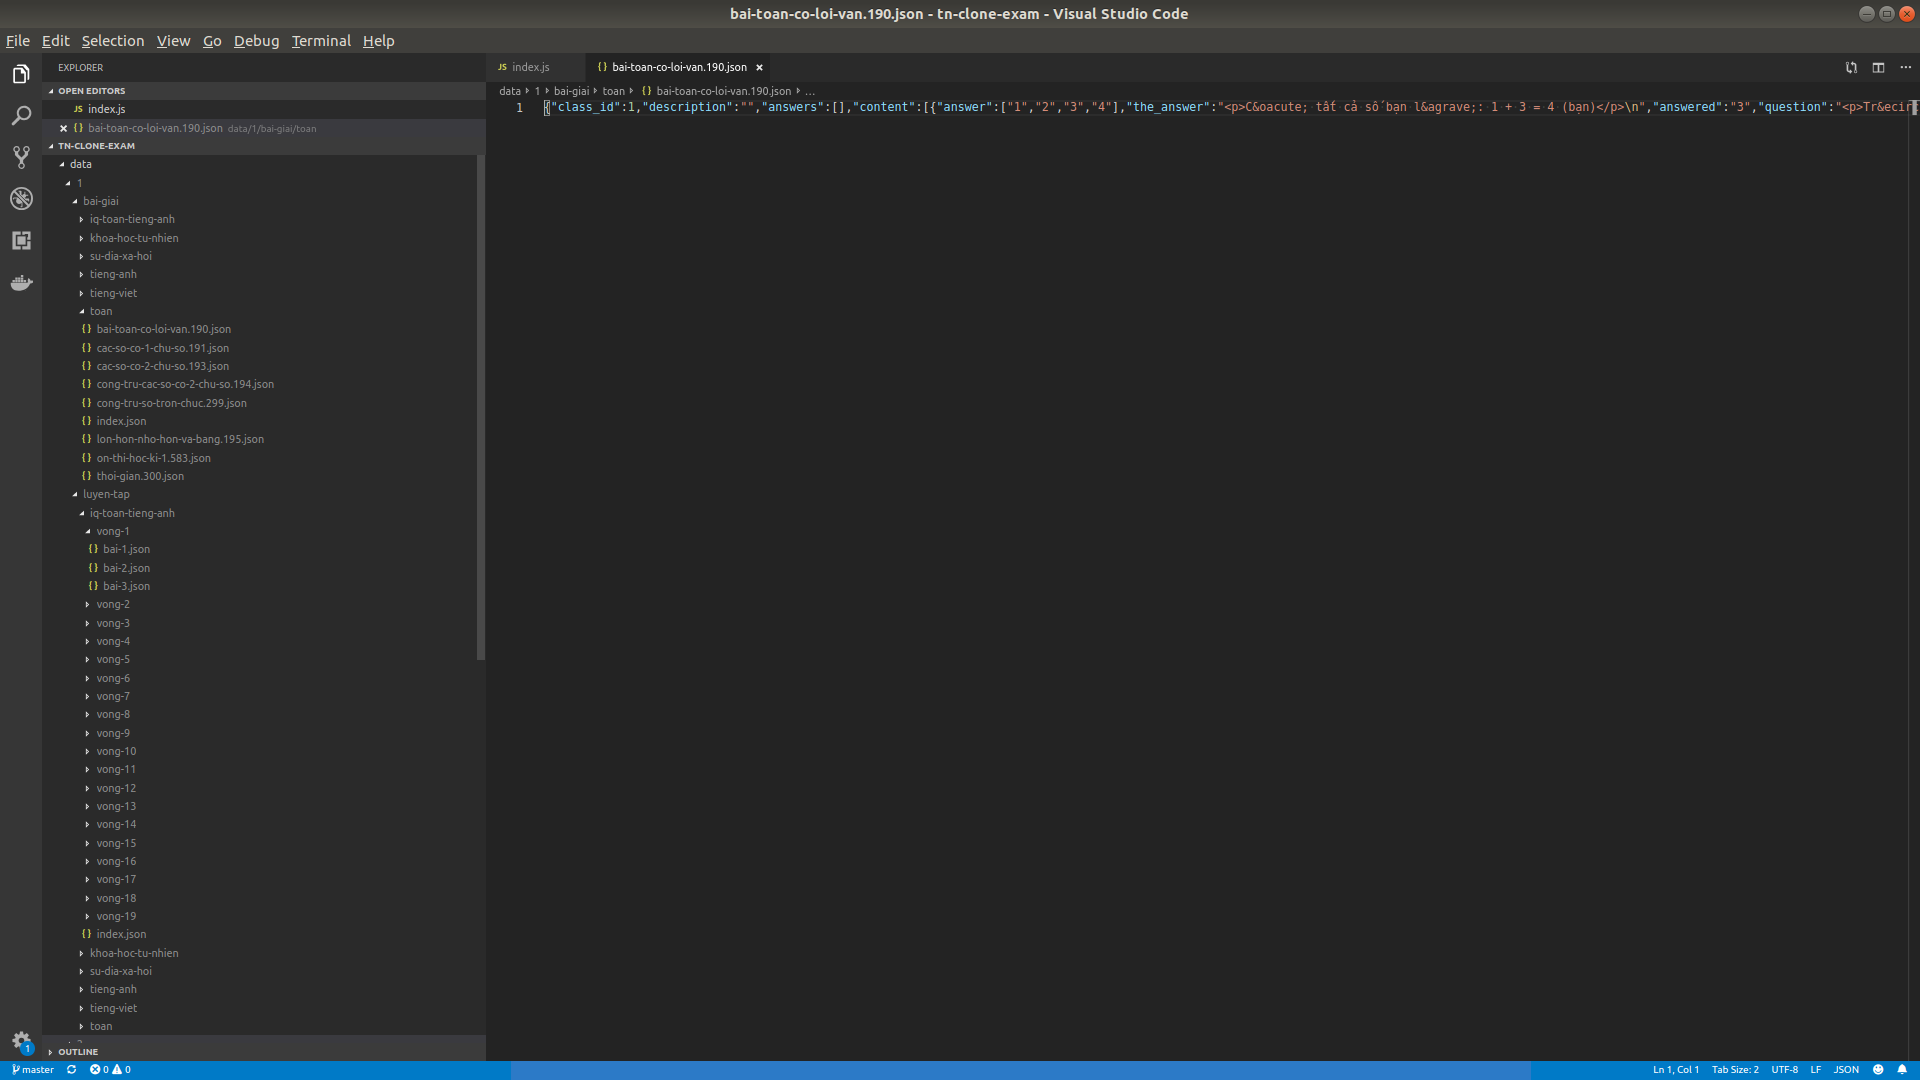 bai-toan-co-loi-van.190.json - tn-clone-exam - Visual Studio Code
File Edit Selection View Go Debug Terminal Help
EXPLORER
OPEN EDITORS
JS index.js
{} bai-toan-co-loi-van.190.json data/1/bai-giai/toan
TN-CLONE-EXAM
data
1
bai-giai
iq-toan-tieng-anh
khoa-hoc-tu-nhien
su-dia-xa-hoi
tieng-anh
tieng-viet
toan
{} bai-toan-co-loi-van.190.json
{} cac-so-co-1-chu-so.191.json
{} cac-so-co-2-chu-so.193.json
{} cong-tru-cac-so-co-2-chu-so.194.json
{} cong-tru-so-tron-chuc.299.json
{} index.json
{} lon-hon-nho-hon-va-bang.195.json
{} on-thi-hoc-ki-1.583.json
{} thoi-gian.300.json
luyen-tap
iq-toan-tieng-anh
vong-1
{} bai-1.json
{} bai-2.json
{} bai-3.json
vong-2
vong-3
vong-4
vong-5
vong-6
vong-7
vong-8
vong-9
vong-10
vong-11
vong-12
vong-13
vong-14
vong-15
vong-16
vong-17
vong-18
vong-19
{} index.json
khoa-hoc-tu-nhien
su-dia-xa-hoi
tieng-anh
tieng-viet
toan
OUTLINE
JS index.js {} bai-toan-co-loi-van.190.json
data 1 bai-giai toan {} bai-toan-co-loi-van.190.json ...
1 {"class_id":1,"description":"","answers":[],"content":[{"answer":["1","2","3","4"],"the_answer":"<p>C&oacute; tất cả số bạn l&agrave;: 1 + 3 = 4 (bạn)</p>\n","answered":"3","question":"<p>Tr&ecir
1
master 0 0 Ln 1, Col 1 Tab Size: 2 UTF-8 LF JSON